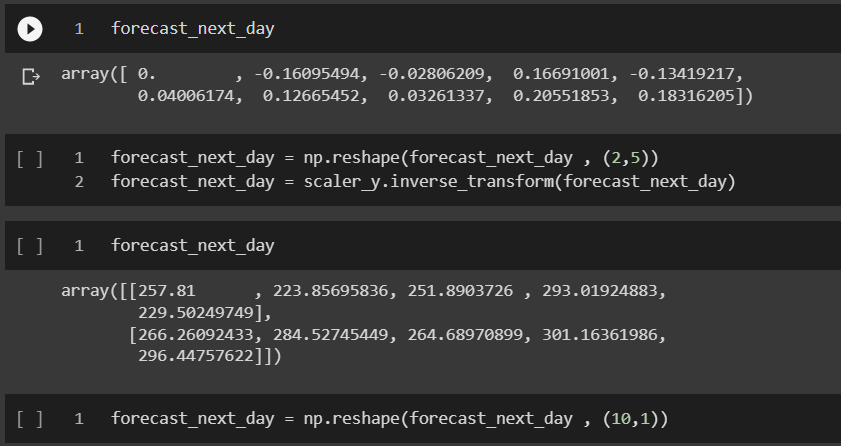 1 forecast_next_day
array([ 0.        , -0.16095494, -0.02806209,  0.16691001, -0.13419217,
        0.04006174,  0.12665452,  0.03261337,  0.20551853,  0.18316205])
[ ] 1 forecast_next_day = np.reshape(forecast_next_day , (2,5))
2 forecast_next_day = scaler_y.inverse_transform(forecast_next_day)
[ ] 1 forecast_next_day
array([[257.81      , 223.85695836, 251.8903726 , 293.01924883,
        229.50249749],
       [266.26092433, 284.52745449, 264.68970899, 301.16361986,
        296.44757622]])
[ ] 1 forecast_next_day = np.reshape(forecast_next_day , (10,1))